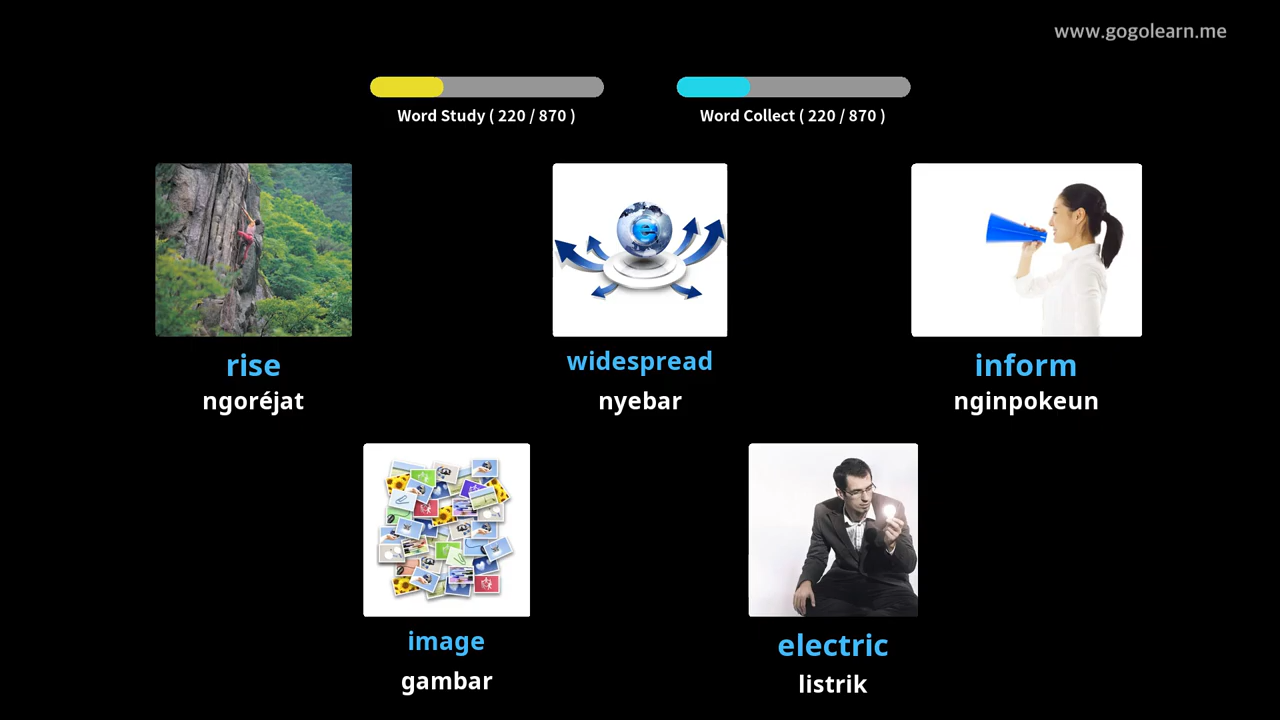 www.gogolearn.me
Word Study ( 220 / 870 )
Word Collect ( 220 / 870 )
rise
ngoréjat
widespread
nyebar
inform
nginpokeun
image
gambar
electric
listrik